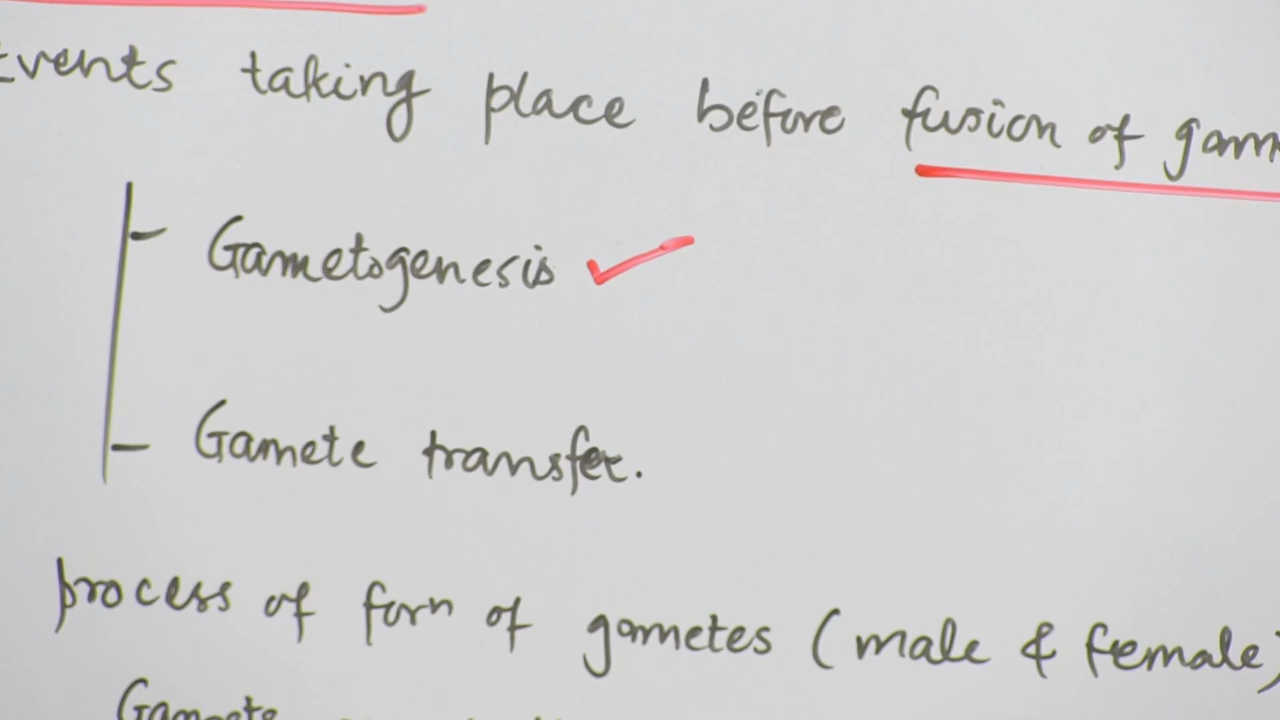 Events taking place before fusion of gam
Gametogenesis
Gamete transfer.
process of forn of gametes (male & female)